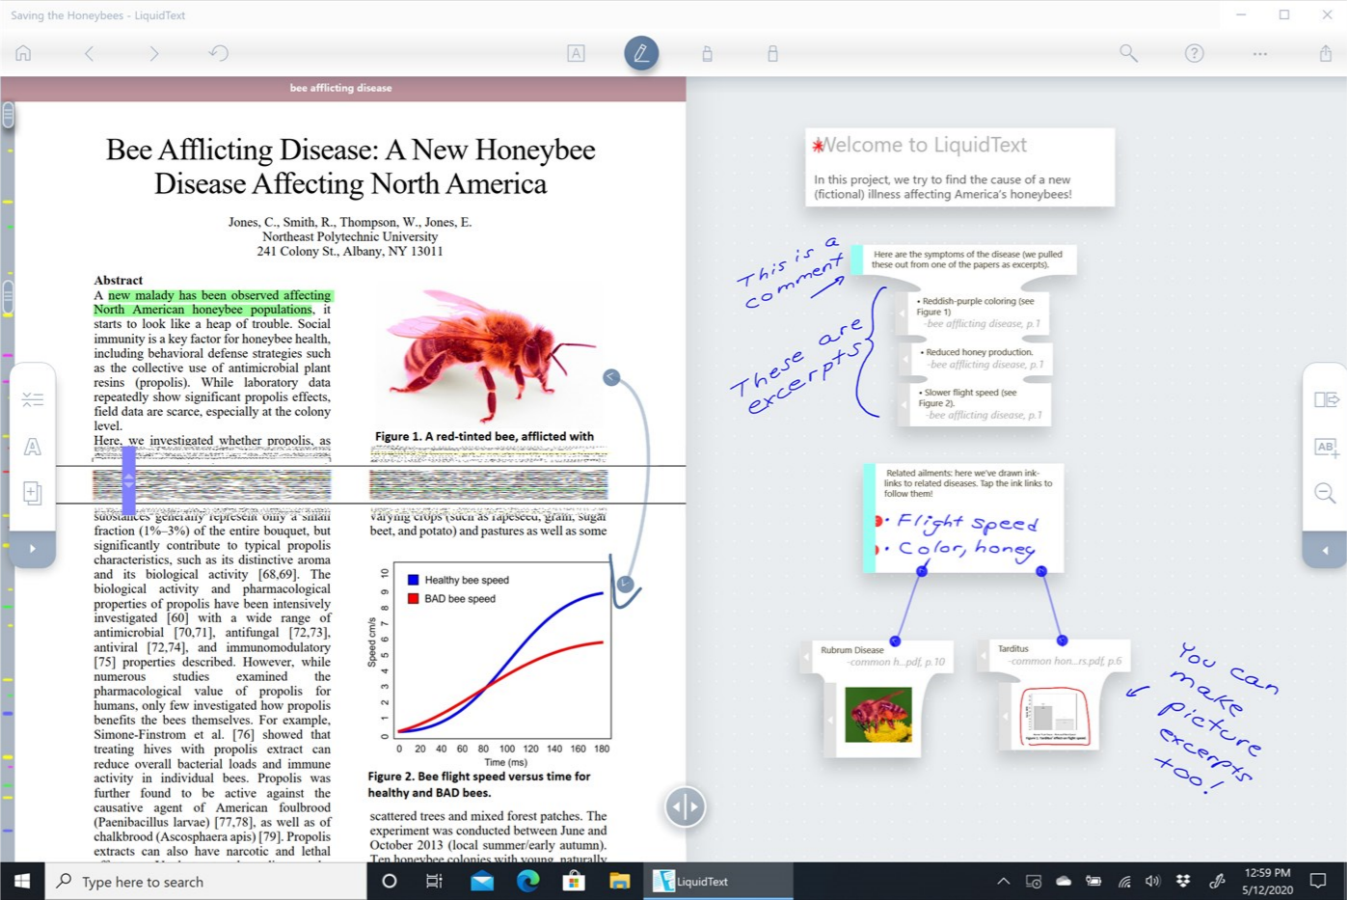 Saving the Honeybees - LiquidText
A
bee afflicting disease
Bee Afflicting Disease: A New Honeybee
Disease Affecting North America
Jones, C., Smith, R., Thompson, W., Jones, E.
Northeast Polytechnic University
241 Colony St., Albany, NY 13011
Abstract
A new malady has been observed affecting
North American honeybee populations, it
starts to look like a heap of trouble. Social
immunity is a key factor for honeybee health,
including behavioral defense strategies such
as the collective use of antimicrobial plant
resins (propolis). While laboratory data
repeatedly show significant propolis effects,
field data are scarce, especially at the colony
level.
Here, we investigated whether propolis, as
substances generally represent only a small
fraction (1%–3%) of the entire bouquet, but
significantly contribute to typical propolis
characteristics, such as its distinctive aroma
and its biological activity [68,69]. The
biological activity and pharmacological
properties of propolis have been intensively
investigated [60] with a wide range of
antimicrobial [70,71], antifungal [72,73],
antiviral [72,74], and immunomodulatory
[75] properties described. However, while
numerous studies examined the
pharmacological value of propolis for
humans, only few investigated how propolis
benefits the bees themselves. For example,
Simone-Finstrom et al. [76] showed that
treating hives with propolis extract can
reduce overall bacterial loads and immune
activity in individual bees. Propolis was
further found to be active against the
causative agent of American foulbrood
(Paenibacillus larvae) [77,78], as well as of
chalkbrood (Ascosphaera apis) [79]. Propolis
extracts can also have narcotic and lethal
Figure 1. A red-tinted bee, afflicted with
varying crops (such as rapeseed, grain, sugar
beet, and potato) and pastures as well as some
Healthy bee speed
BAD bee speed
Speed cm/s
0 1 2 3 4 5 6 7 8 9 10
0 20 40 60 80 100 120 140 160 180
Time (ms)
Figure 2. Bee flight speed versus time for
healthy and BAD bees.
scattered trees and mixed forest patches. The
experiment was conducted between June and
October 2013 (local summer/early autumn).
Ten honeybee colonies with young, naturally
Welcome to LiquidText
In this project, we try to find the cause of a new
(fictional) illness affecting America's honeybees!
This is a
comment
Here are the symptoms of the disease (we pulled
these out from one of the papers as excerpts).
These are
excerpts
• Reddish-purple coloring (see
Figure 1)
-bee afflicting disease, p.1
• Reduced honey production.
-bee afflicting disease, p.1
• Slower flight speed (see
Figure 2).
-bee afflicting disease, p.1
Related ailments: here we've drawn ink-
links to related diseases. Tap the ink links to
follow them!
• Flight speed
• Color, honey
Rubrum Disease
-common h...pdf, p.10
Tarditus
-common hon...rs.pdf, p.6
You can
make
picture
excerpts
too!
AB
Type here to search
LiquidText
12:59 PM
5/12/2020